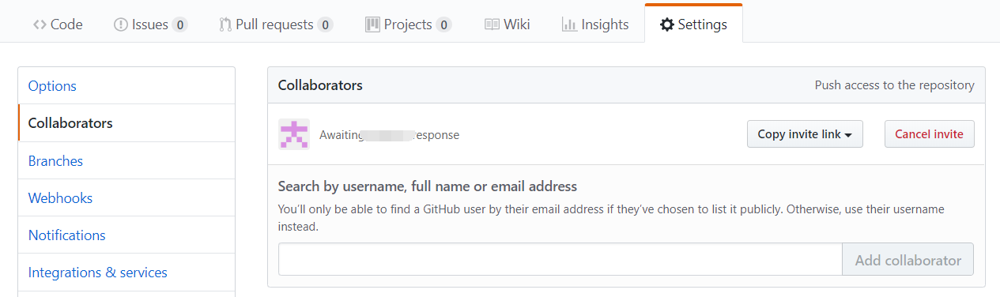 Code Issues 0 Pull requests 0 Projects 0 Wiki Insights Settings
Options
Collaborators
Branches
Webhooks
Notifications
Integrations & services
Collaborators Push access to the repository
Awaiting response Copy invite link Cancel invite
Search by username, full name or email address
You’ll only be able to find a GitHub user by their email address if they’ve chosen to list it publicly. Otherwise, use their username
instead.
Add collaborator